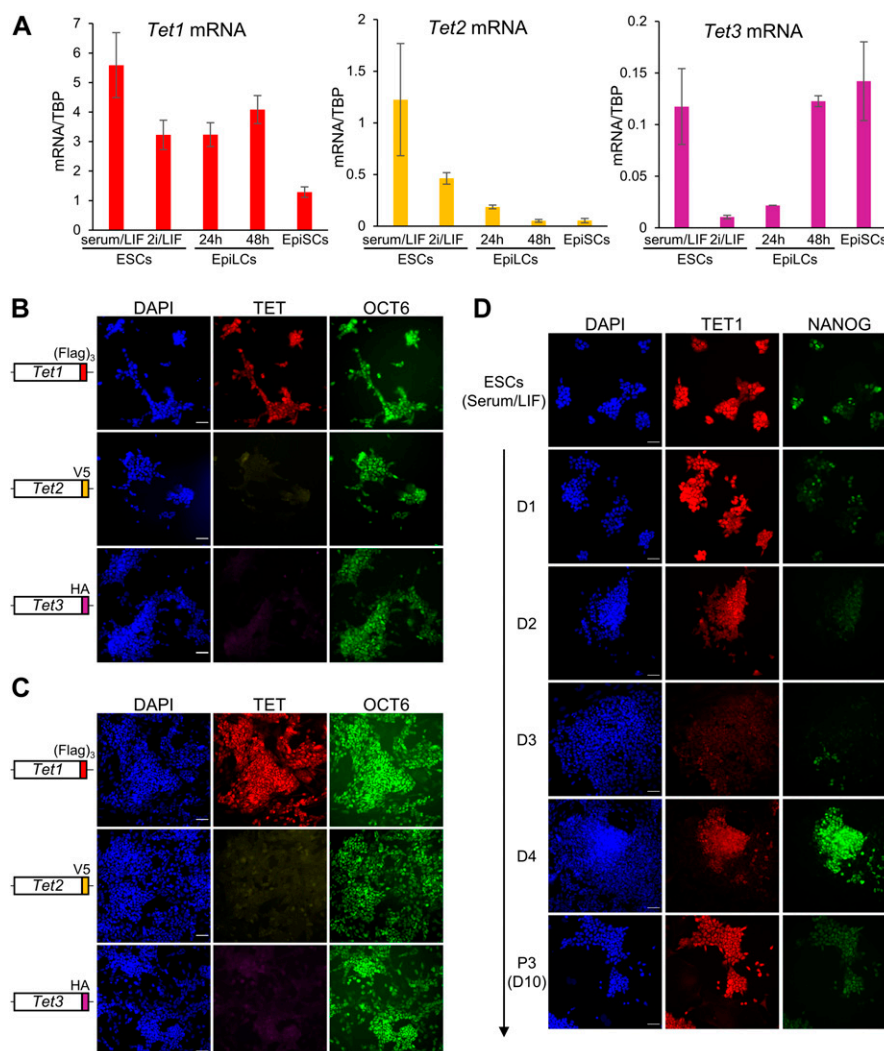 A
Tet1 mRNA
mRNA/TBP
7
6
5
4
3
2
1
0
serum/LIF 2i/LIF 24h 48h EpiSCs
ESCs EpiLCs
Tet2 mRNA
mRNA/TBP
2
1.5
1
0.5
0
serum/LIF 2i/LIF 24h 48h EpiSCs
ESCs EpiLCs
Tet3 mRNA
mRNA/TBP
0.2
0.15
0.1
0.05
0
serum/LIF 2i/LIF 24h 48h EpiSCs
ESCs EpiLCs
B
DAPI TET OCT6
(Flag)3
Tet1
V5
Tet2
HA
Tet3
C
DAPI TET OCT6
(Flag)3
Tet1
V5
Tet2
HA
Tet3
D
DAPI TET1 NANOG
ESCs
(Serum/LIF)
D1
D2
D3
D4
P3
(D10)